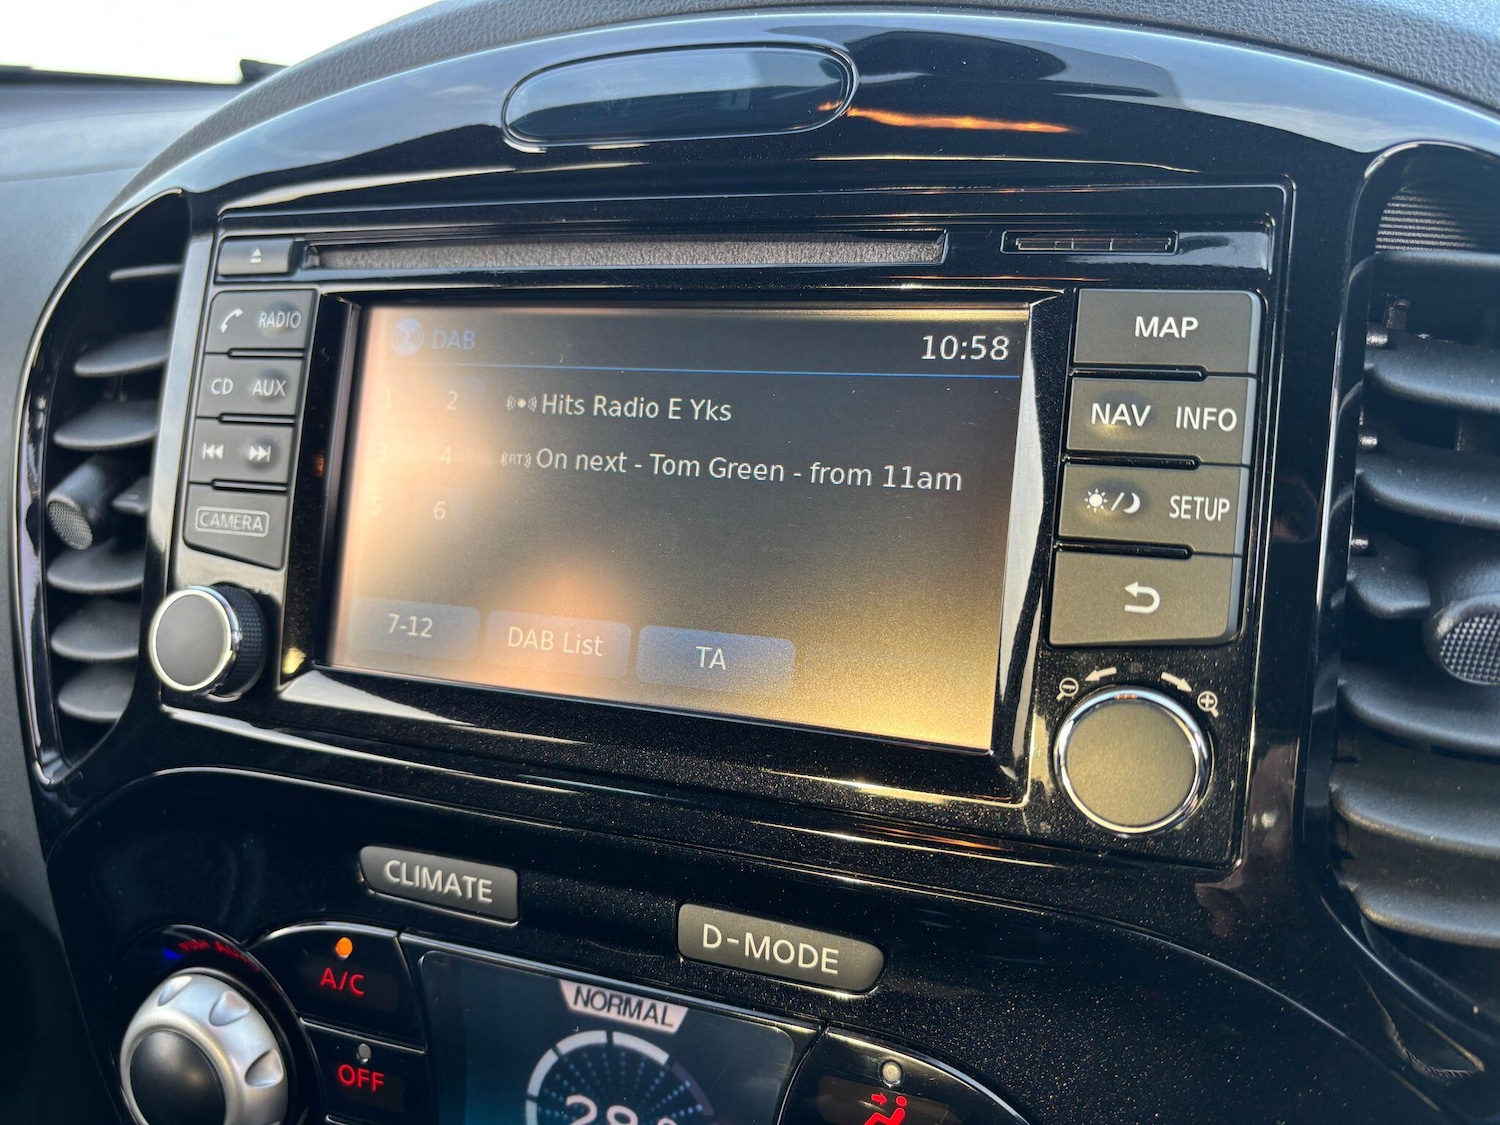 RADIO
CD AUX
CAMERA
DAB 10:58
1 2 Hits Radio E Yks
3 4 (RT) On next - Tom Green - from 11am
5 6
7-12 DAB List TA
MAP
NAV INFO
SETUP
CLIMATE
D-MODE
A/C
OFF
NORMAL